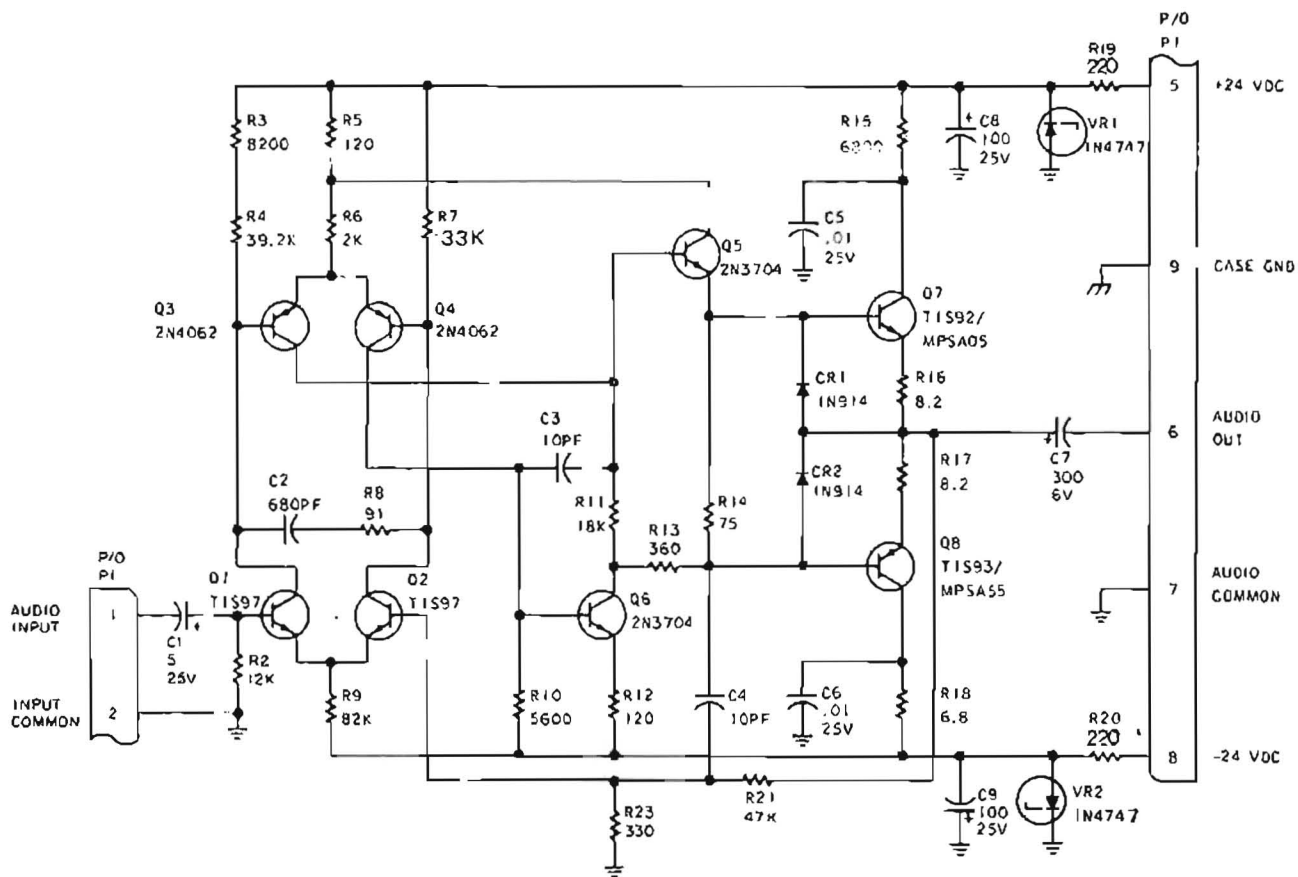 P/O
P1
R19
220
5
+24 VDC
R3
8200
R5
120
R15
6800
C8
100
25V
VR1
1N4747
R4
39.2K
R6
2K
R7
33K
C5
.01
25V
Q5
2N3704
9
CASE GND
Q3
2N4062
Q4
2N4062
Q7
TIS92/
MPSA05
CR1
1N914
R16
8.2
6
AUDIO
OUT
C3
10PF
C7
300
6V
C2
680PF
R8
91
R11
18K
CR2
1N914
R17
8.2
R14
75
R13
360
Q8
TIS93/
MPSA55
P/O
P1
Q1
TIS97
Q2
TIS97
Q6
2N3704
7
AUDIO
COMMON
AUDIO
INPUT
1
C1
5
25V
R2
12K
INPUT
COMMON
2
R9
82K
R10
5600
R12
120
C4
10PF
C6
.01
25V
R18
6.8
R20
220
8
-24 VDC
R23
330
R21
47K
C9
100
25V
VR2
1N4747